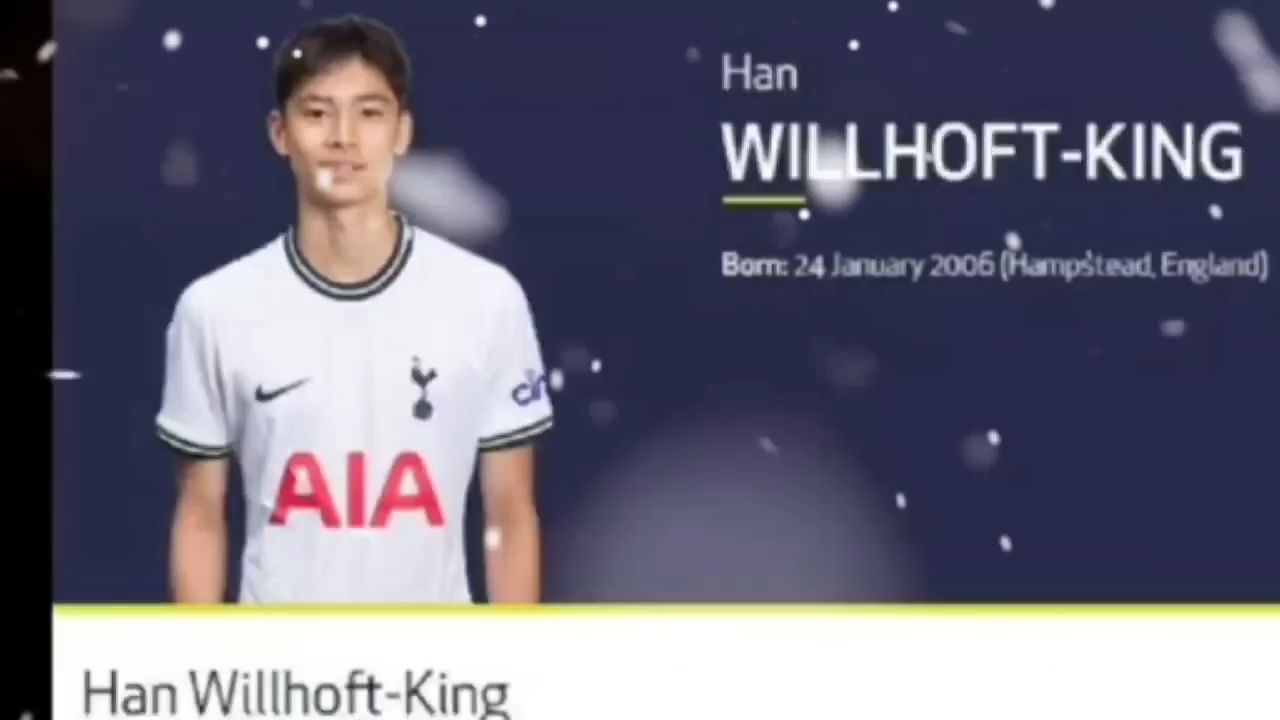 Han
WILLHOFT-KING
Born: 24 January 2006 (Hampstead, England)
AIA
Han Willhoft-King